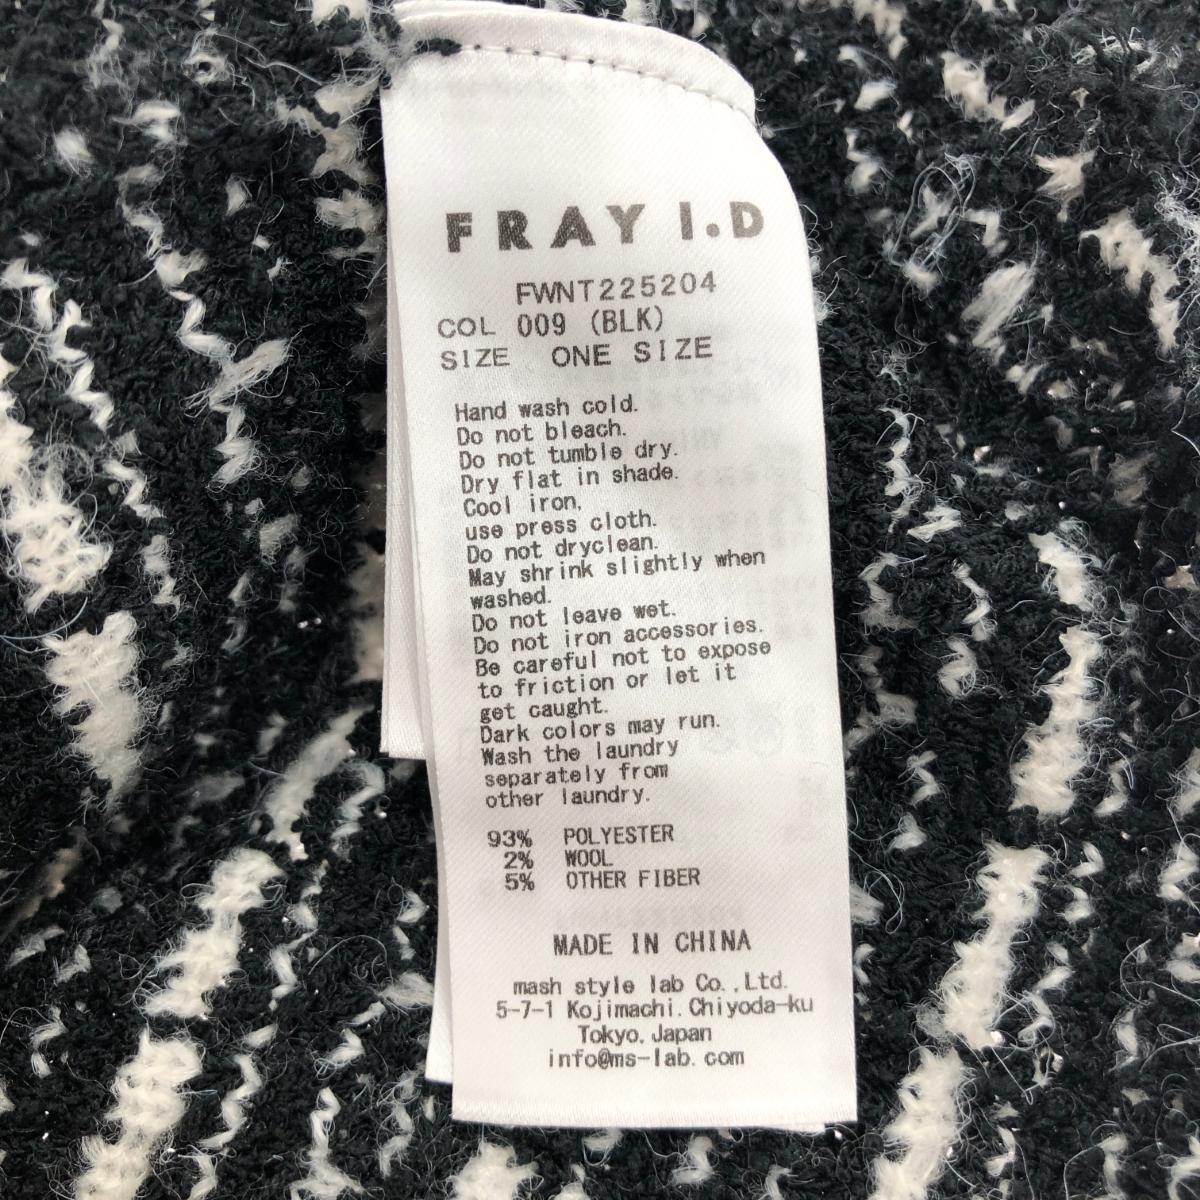 FRAY I.D
FWNT225204
COL 009 (BLK)
SIZE ONE SIZE
Hand wash cold.
Do not bleach.
Do not tumble dry.
Dry flat in shade.
Cool iron,
use press cloth.
Do not dryclean.
May shrink slightly when
washed.
Do not leave wet.
Do not iron accessories.
Be careful not to expose
to friction or let it
get caught.
Dark colors may run.
Wash the laundry
separately from
other laundry.
93% POLYESTER
2% WOOL
5% OTHER FIBER
MADE IN CHINA
mash style lab Co.,Ltd.
5-7-1 Kojimachi.Chiyoda-ku
Tokyo.Japan
info@ms-lab.com